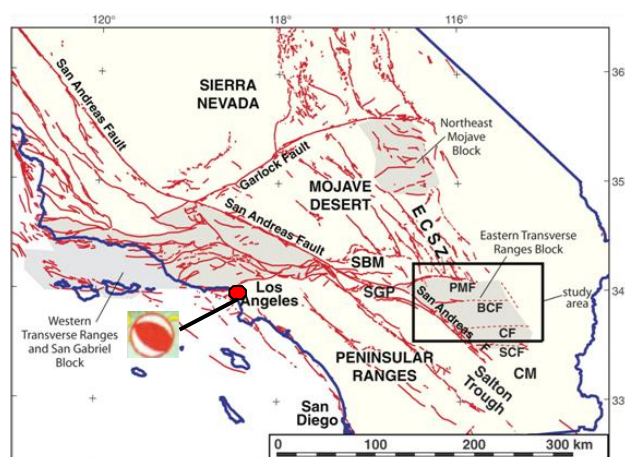 120°
118°
116°
36
35
34
33
San Andreas Fault
SIERRA
NEVADA
Garlock Fault
Northeast
Mojave
Block
MOJAVE
DESERT
San Andreas Fault
ECSZ
Eastern Transverse
Ranges Block
SBM
PMF
Los
Angeles
SGP
BCF
study
area
San Andreas F
CF
SCF
Western
Transverse Ranges
and San Gabriel
Block
PENINSULAR
RANGES
Salton
Trough
CM
San
Diego
0 100 200 300 km